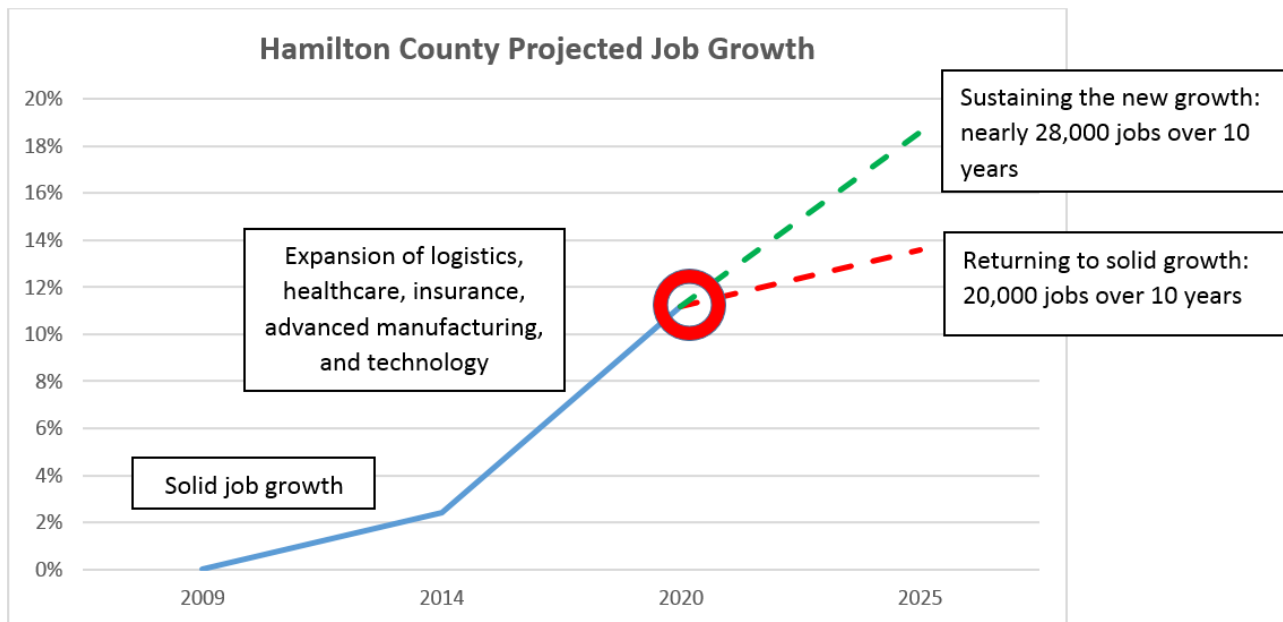 Hamilton County Projected Job Growth
20%
18%
16%
14%
12%
10%
8%
6%
4%
2%
0%
2009
2014
2020
2025
Solid job growth
Expansion of logistics,
healthcare, insurance,
advanced manufacturing,
and technology
Sustaining the new growth:
nearly 28,000 jobs over 10
years
Returning to solid growth:
20,000 jobs over 10 years